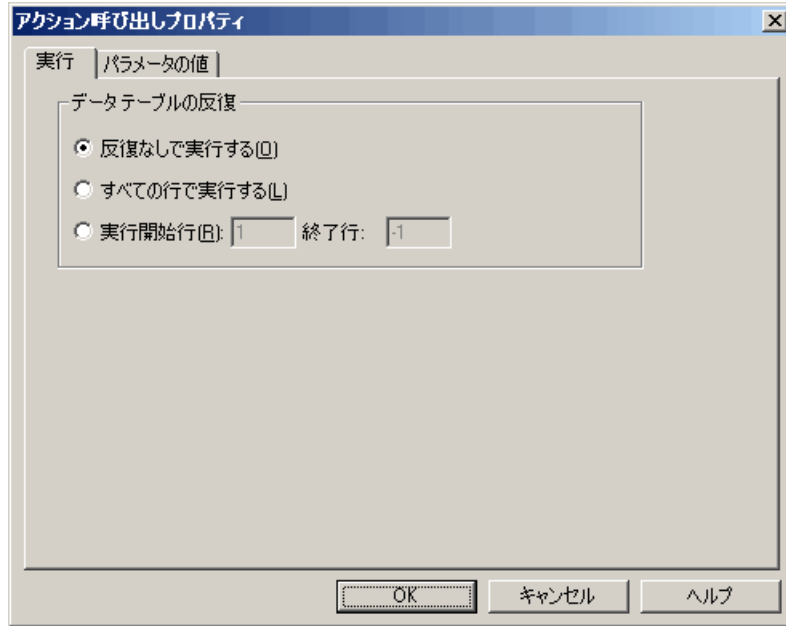 アクション呼び出しプロパティ
実行 パラメータの値
データ テーブルの反復
反復なしで実行する(O)
すべての行で実行する(L)
実行開始行(R): 1 終了行: -1
OK キャンセル ヘルプ